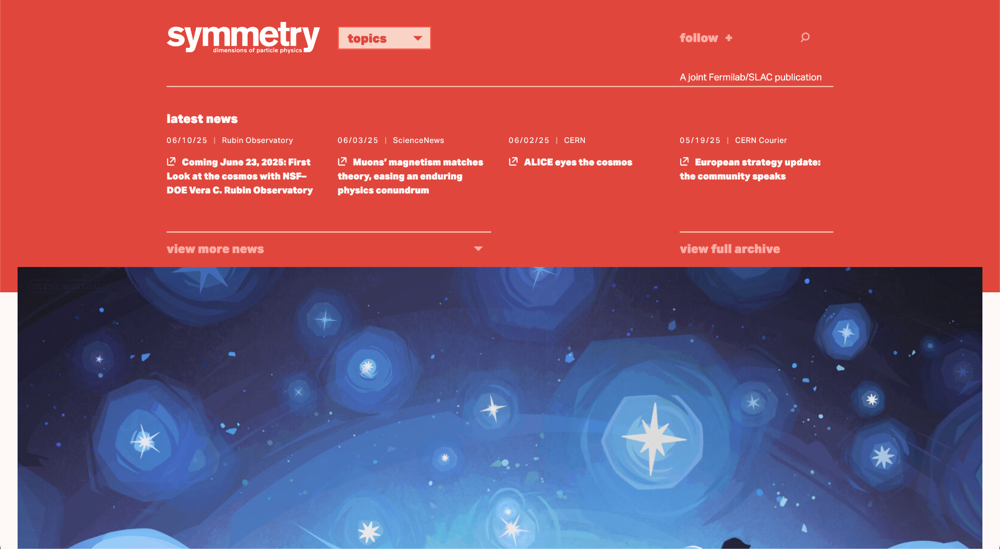 symmetry
dimensions of particle physics
topics
follow +
A joint Fermilab/SLAC publication
latest news
06/10/25 | Rubin Observatory
Coming June 23, 2025: First
Look at the cosmos with NSF–
DOE Vera C. Rubin Observatory
06/03/25 | ScienceNews
Muons’ magnetism matches
theory, easing an enduring
physics conundrum
06/02/25 | CERN
ALICE eyes the cosmos
05/19/25 | CERN Courier
European strategy update:
the community speaks
view more news
view full archive